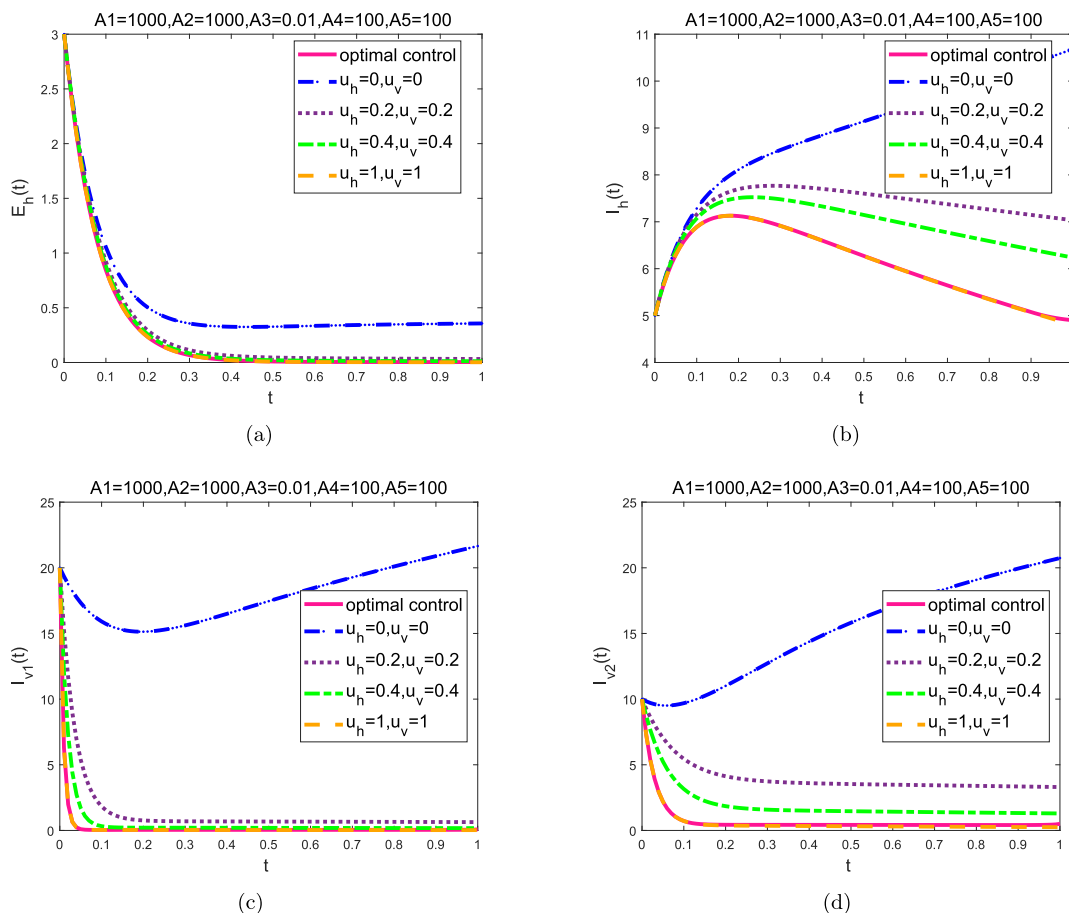 A1=1000,A2=1000,A3=0.01,A4=100,A5=100
3
2.5
2
1.5
1
0.5
0
E_h(t)
0 0.1 0.2 0.3 0.4 0.5 0.6 0.7 0.8 0.9 1
t
optimal control
u_h=0,u_v=0
u_h=0.2,u_v=0.2
u_h=0.4,u_v=0.4
u_h=1,u_v=1
(a)
A1=1000,A2=1000,A3=0.01,A4=100,A5=100
11
10
9
8
7
6
5
4
I_h(t)
0 0.1 0.2 0.3 0.4 0.5 0.6 0.7 0.8 0.9
t
optimal control
u_h=0,u_v=0
u_h=0.2,u_v=0.2
u_h=0.4,u_v=0.4
u_h=1,u_v=1
(b)
A1=1000,A2=1000,A3=0.01,A4=100,A5=100
25
20
15
10
5
0
I_v1(t)
0 0.1 0.2 0.3 0.4 0.5 0.6 0.7 0.8 0.9 1
t
optimal control
u_h=0,u_v=0
u_h=0.2,u_v=0.2
u_h=0.4,u_v=0.4
u_h=1,u_v=1
(c)
A1=1000,A2=1000,A3=0.01,A4=100,A5=100
25
20
15
10
5
0
I_v2(t)
0 0.1 0.2 0.3 0.4 0.5 0.6 0.7 0.8 0.9 1
t
optimal control
u_h=0,u_v=0
u_h=0.2,u_v=0.2
u_h=0.4,u_v=0.4
u_h=1,u_v=1
(d)